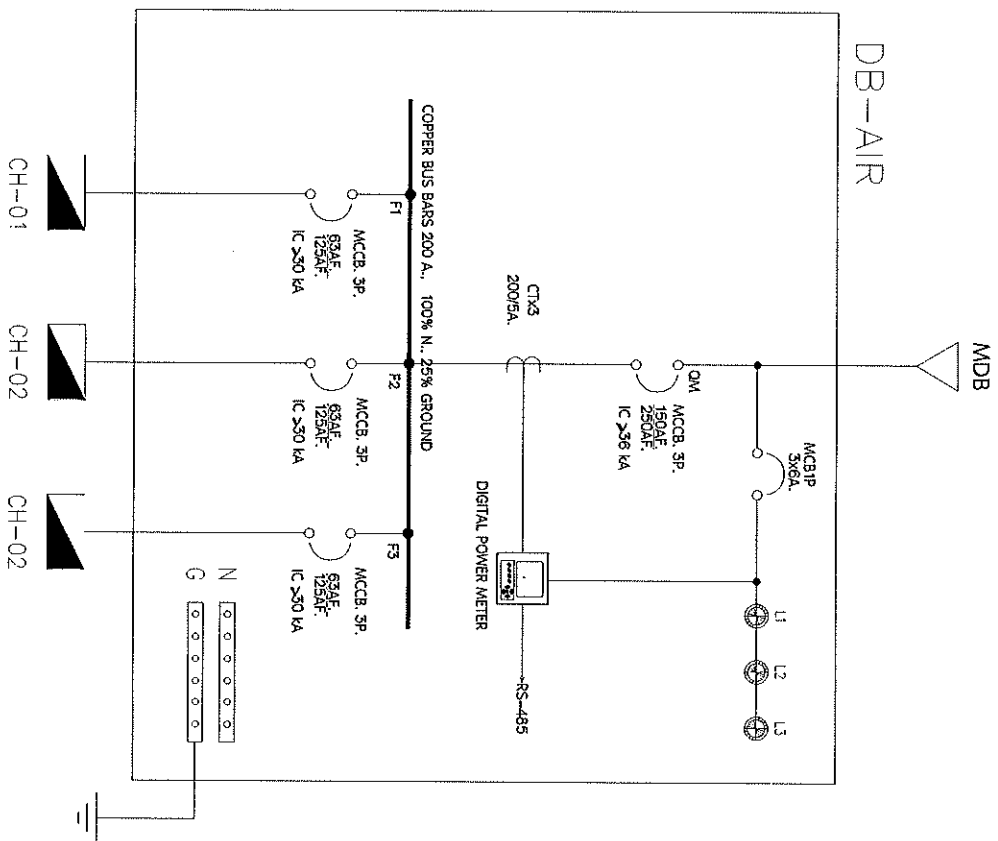 DB-AIR
MDB
MCB1P
3x6A.
L1
L2
L3
QM
MCCB. 3P.
150AF.
250AF.
IC >36 kA
CTx3
200/5A.
DIGITAL POWER METER
RS-485
COPPER BUS BARS 200 A., 100% N., 25% GROUND
F1
MCCB. 3P.
63AF.
125AF.
IC >30 kA
F2
MCCB. 3P.
63AF.
125AF.
IC >30 kA
F3
MCCB. 3P.
63AF.
125AF.
IC >30 kA
N
G
CH-01
CH-02
CH-02